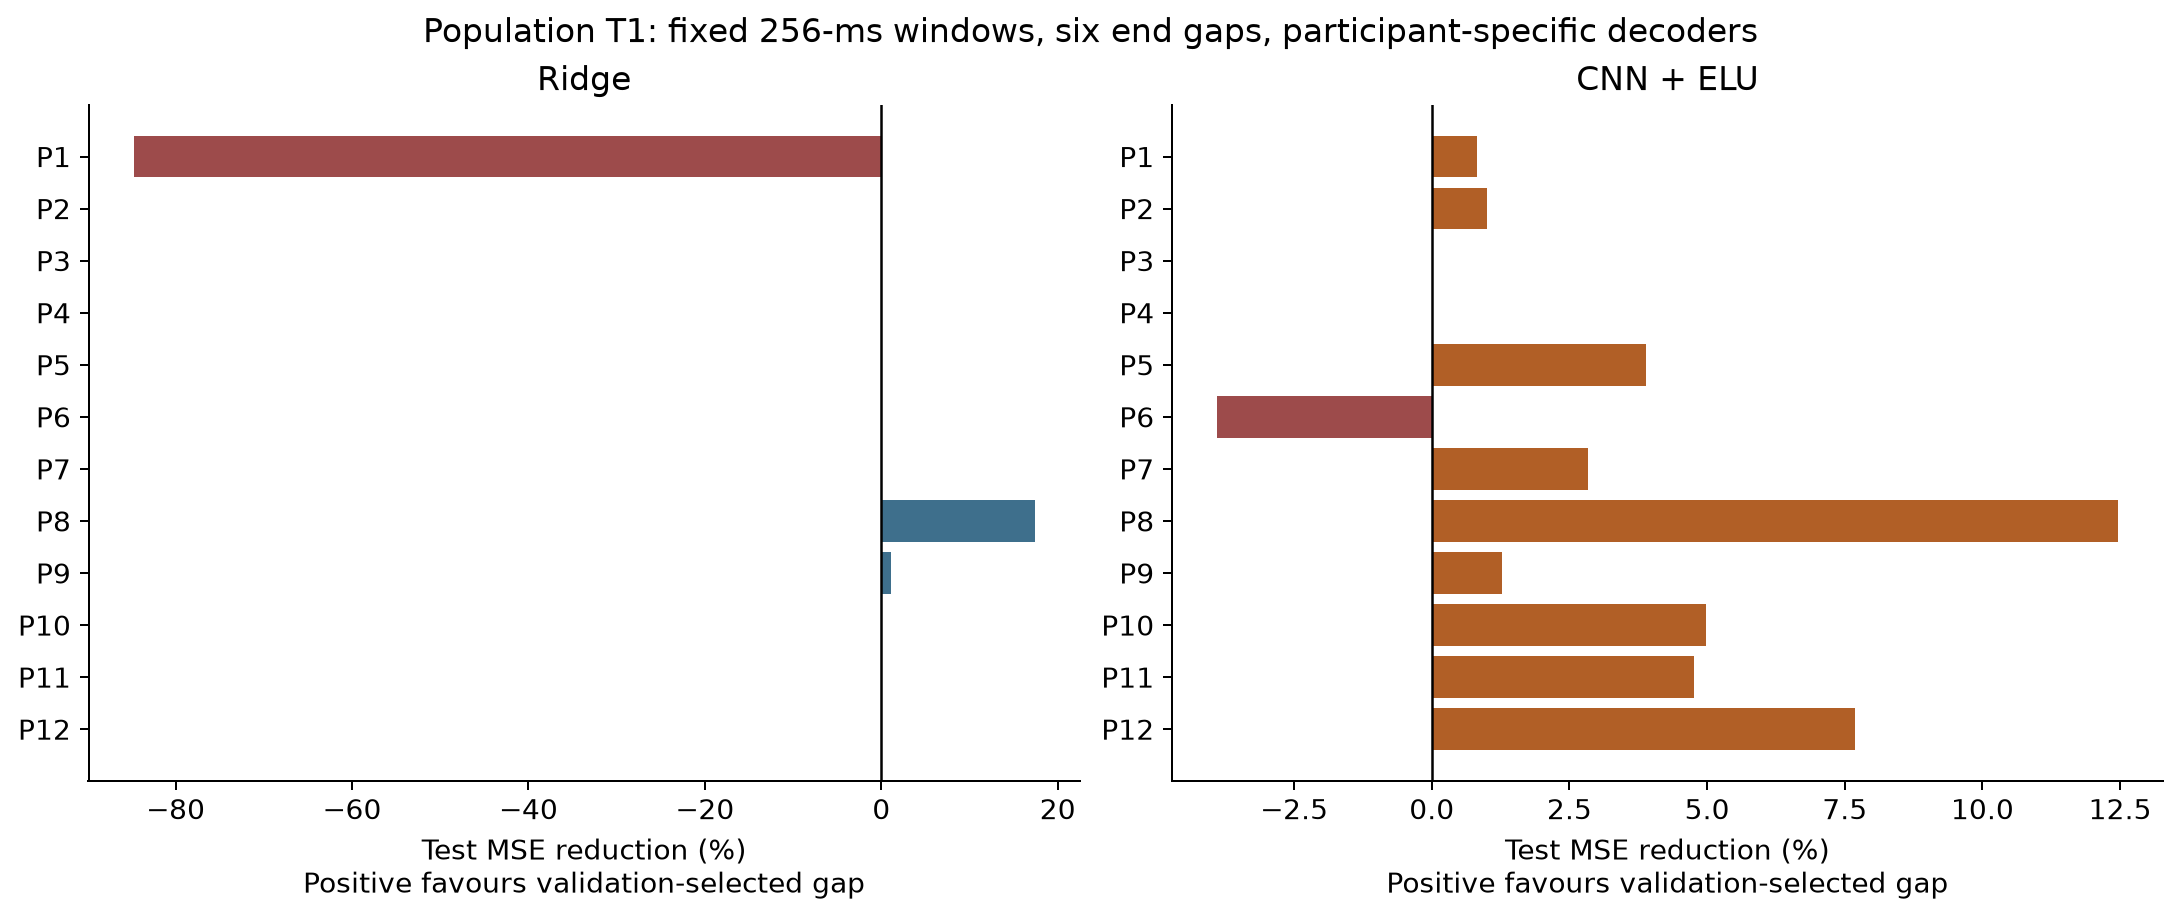 Population T1: fixed 256-ms windows, six end gaps, participant-specific decoders
Ridge
P1
P2
P3
P4
P5
P6
P7
P8
P9
P10
P11
P12
−80 −60 −40 −20 0 20
Test MSE reduction (%)
Positive favours validation-selected gap
CNN + ELU
P1
P2
P3
P4
P5
P6
P7
P8
P9
P10
P11
P12
−2.5 0.0 2.5 5.0 7.5 10.0 12.5
Test MSE reduction (%)
Positive favours validation-selected gap